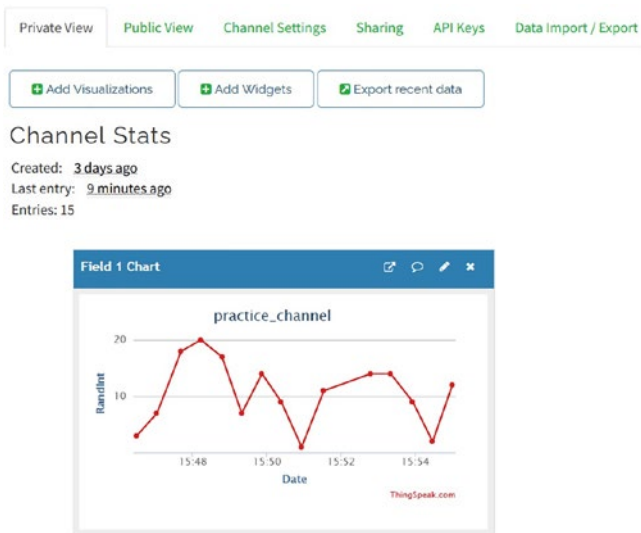 Private View Public View Channel Settings Sharing API Keys Data Import / Export
Add Visualizations Add Widgets Export recent data
Channel Stats
Created: 3 days ago
Last entry: 9 minutes ago
Entries: 15
Field 1 Chart
practice_channel
20
10
RandInt
15:48 15:50 15:52 15:54
Date
ThingSpeak.com